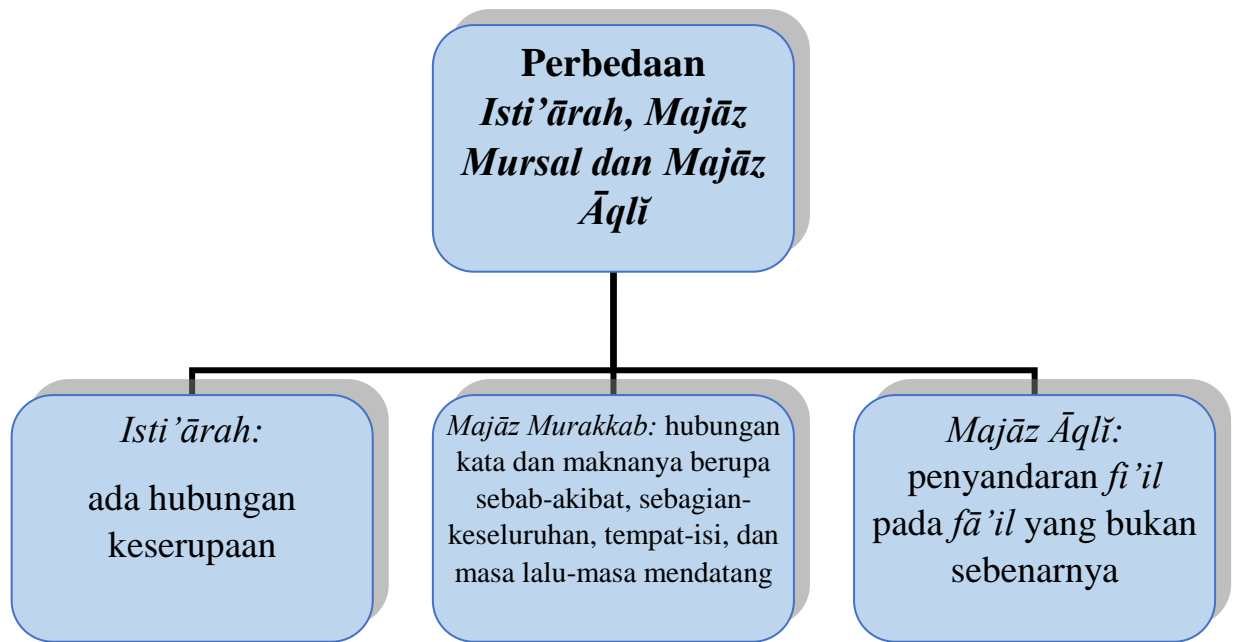 Perbedaan
Isti’ārah, Majāz
Mursal dan Majāz
Āqlĭ
Isti’ārah:
ada hubungan
keserupaan
Majāz Murakkab: hubungan
kata dan maknanya berupa
sebab-akibat, sebagian-
keseluruhan, tempat-isi, dan
masa lalu-masa mendatang
Majāz Āqlĭ:
penyandaran fi’il
pada fā’il yang bukan
sebenarnya